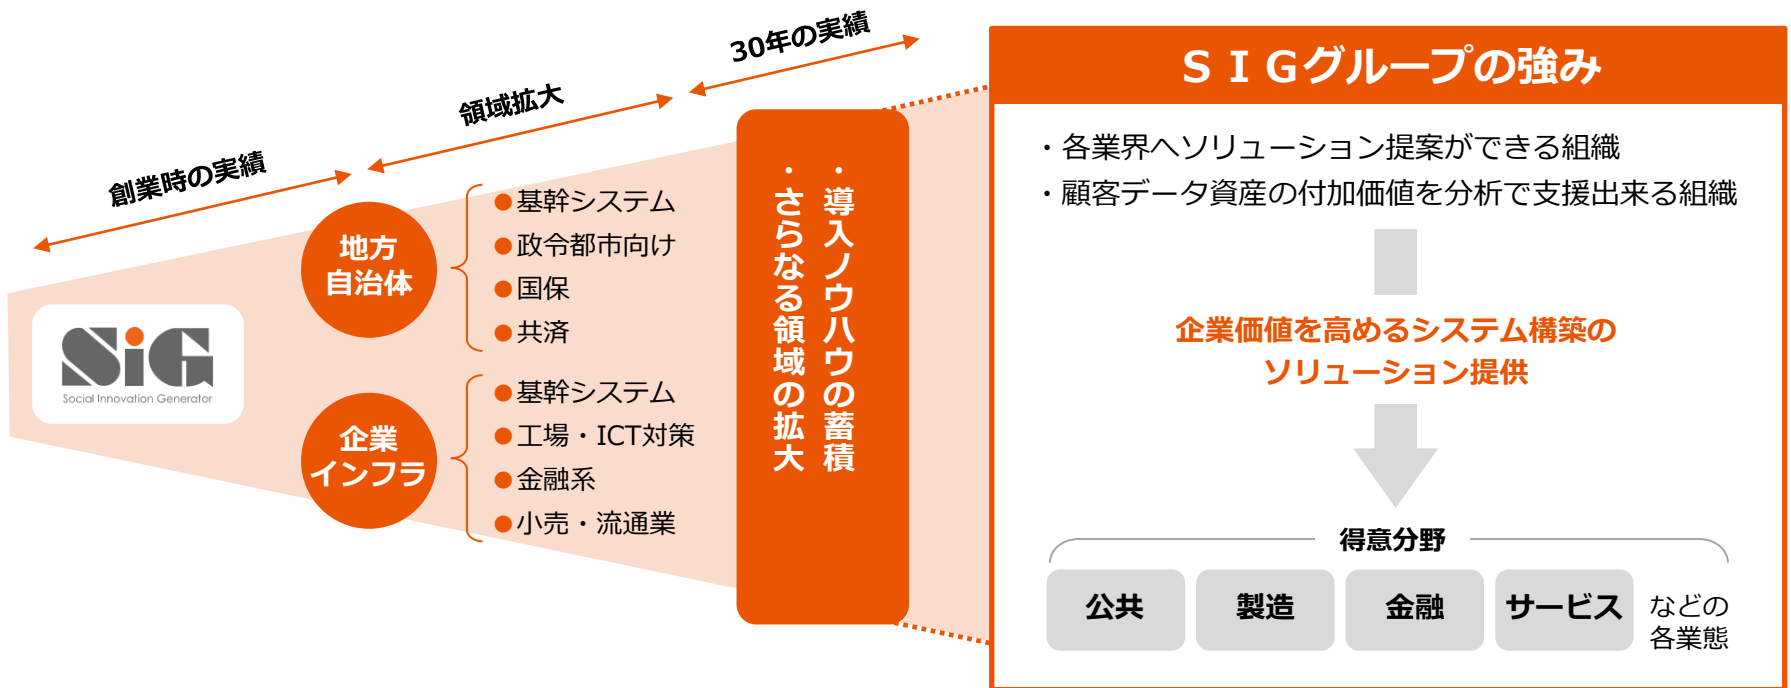 創業時の実績
領域拡大
30年の実績
SiG
Social Innovation Generator
地方
自治体
●基幹システム
●政令都市向け
●国保
●共済
企業
インフラ
●基幹システム
●工場・ICT対策
●金融系
●小売・流通業
・導入ノウハウの蓄積
・さらなる領域の拡大
ＳＩＧグループの強み
・各業界へソリューション提案ができる組織
・顧客データ資産の付加価値を分析で支援出来る組織
企業価値を高めるシステム構築の
ソリューション提供
得意分野
公共
製造
金融
サービス
などの
各業態